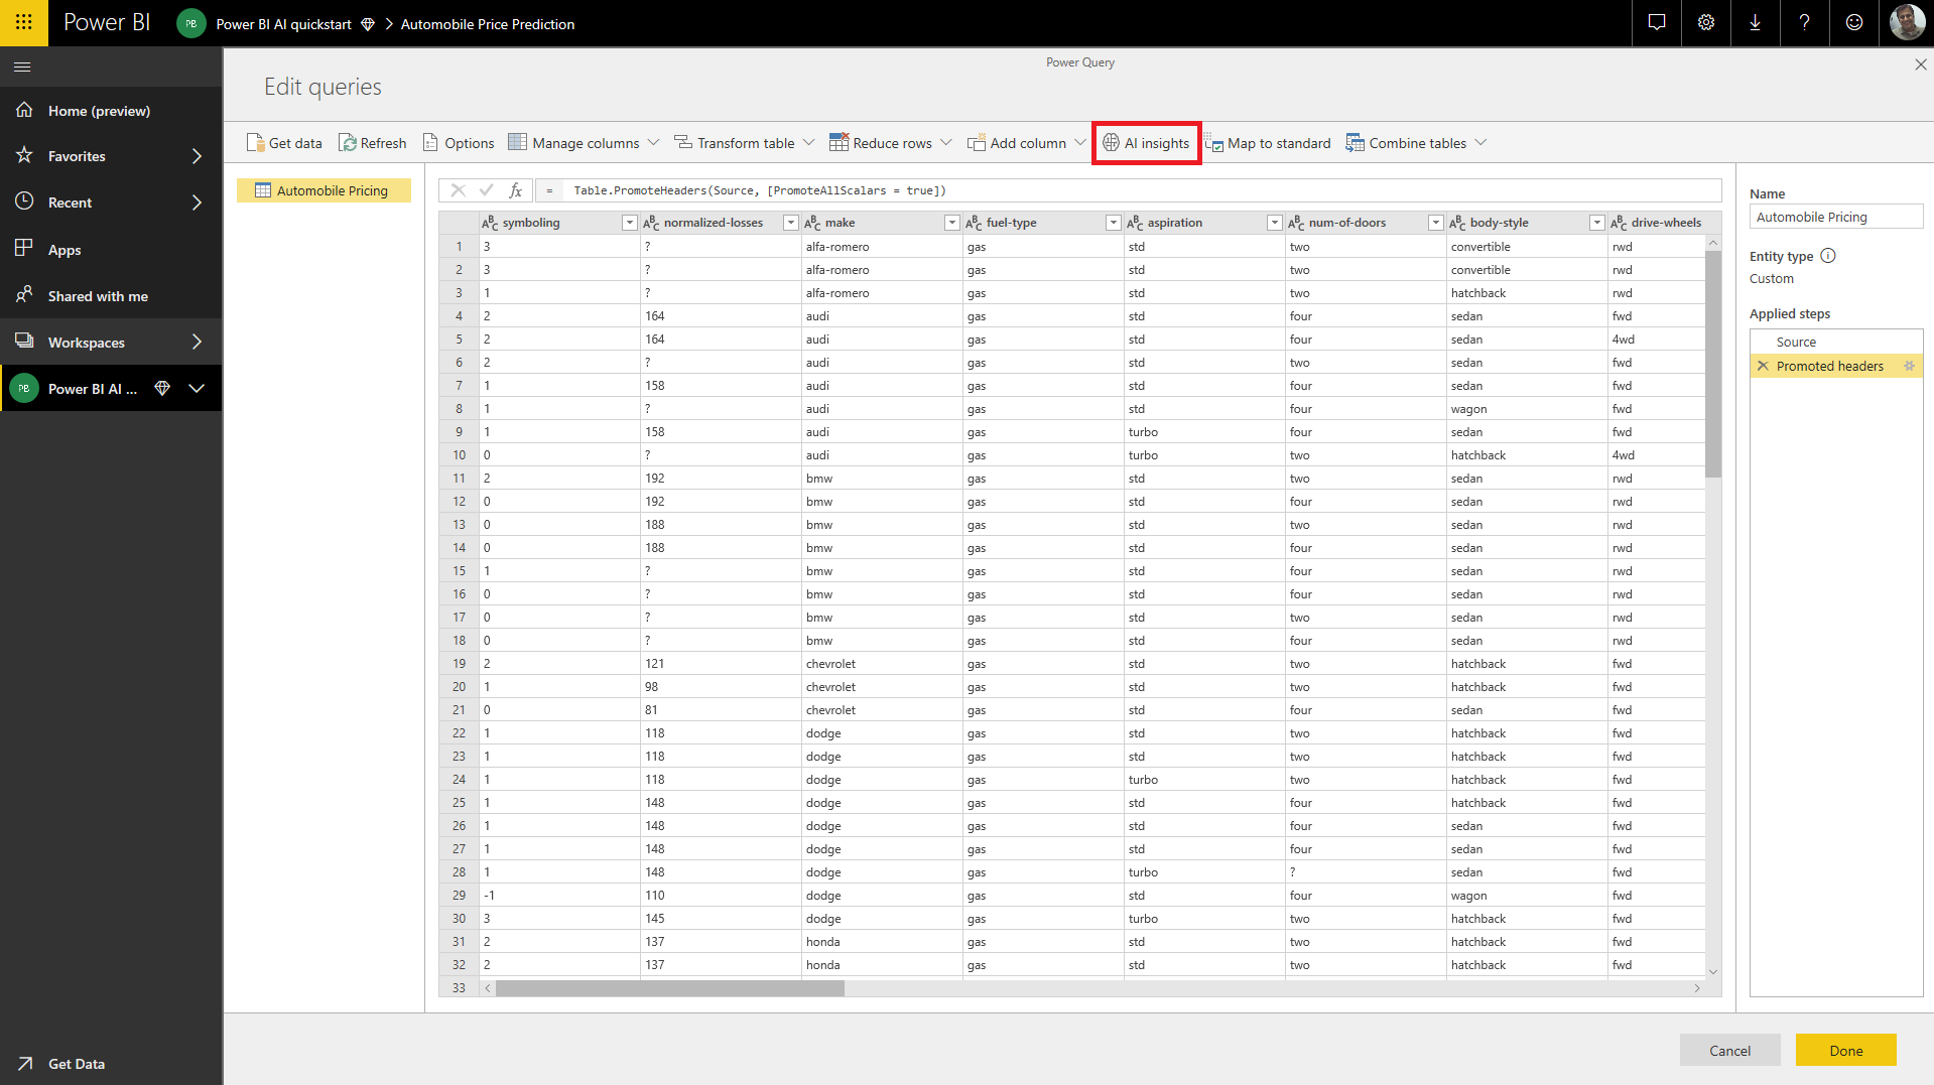 Power BI PB Power BI AI quickstart > Automobile Price Prediction ?
Power Query
Edit queries
Home (preview)
Favorites
Recent
Apps
Shared with me
Workspaces
PB Power BI AI ...
Get Data
Get data Refresh Options Manage columns Transform table Reduce rows Add column AI insights Map to standard Combine tables
Automobile Pricing
fx = Table.PromoteHeaders(Source, [PromoteAllScalars = true])
ABC symboling ABC normalized-losses ABC make ABC fuel-type ABC aspiration ABC num-of-doors ABC body-style ABC drive-wheels
1 3 ? alfa-romero gas std two convertible rwd
2 3 ? alfa-romero gas std two convertible rwd
3 1 ? alfa-romero gas std two hatchback rwd
4 2 164 audi gas std four sedan fwd
5 2 164 audi gas std four sedan 4wd
6 2 ? audi gas std two sedan fwd
7 1 158 audi gas std four sedan fwd
8 1 ? audi gas std four wagon fwd
9 1 158 audi gas turbo four sedan fwd
10 0 ? audi gas turbo two hatchback 4wd
11 2 192 bmw gas std two sedan rwd
12 0 192 bmw gas std four sedan rwd
13 0 188 bmw gas std two sedan rwd
14 0 188 bmw gas std four sedan rwd
15 1 ? bmw gas std four sedan rwd
16 0 ? bmw gas std four sedan rwd
17 0 ? bmw gas std two sedan rwd
18 0 ? bmw gas std four sedan rwd
19 2 121 chevrolet gas std two hatchback fwd
20 1 98 chevrolet gas std two hatchback fwd
21 0 81 chevrolet gas std four sedan fwd
22 1 118 dodge gas std two hatchback fwd
23 1 118 dodge gas std two hatchback fwd
24 1 118 dodge gas turbo two hatchback fwd
25 1 148 dodge gas std four hatchback fwd
26 1 148 dodge gas std four sedan fwd
27 1 148 dodge gas std four sedan fwd
28 1 148 dodge gas turbo ? sedan fwd
29 -1 110 dodge gas std four wagon fwd
30 3 145 dodge gas turbo two hatchback fwd
31 2 137 honda gas std two hatchback fwd
32 2 137 honda gas std two hatchback fwd
33
Name
Automobile Pricing
Entity type
Custom
Applied steps
Source
Promoted headers
Cancel Done